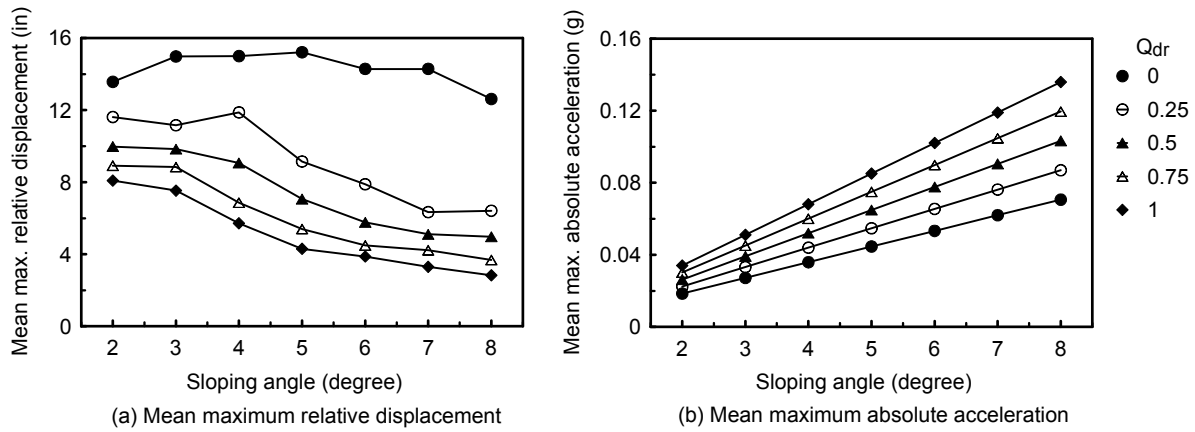 Mean max. relative displacement (in)
16
12
8
4
0
2 3 4 5 6 7 8
Sloping angle (degree)
(a) Mean maximum relative displacement
Mean max. absolute acceleration (g)
0.16
0.12
0.08
0.04
0
2 3 4 5 6 7 8
Sloping angle (degree)
(b) Mean maximum absolute acceleration
Qdr
0
0.25
0.5
0.75
1